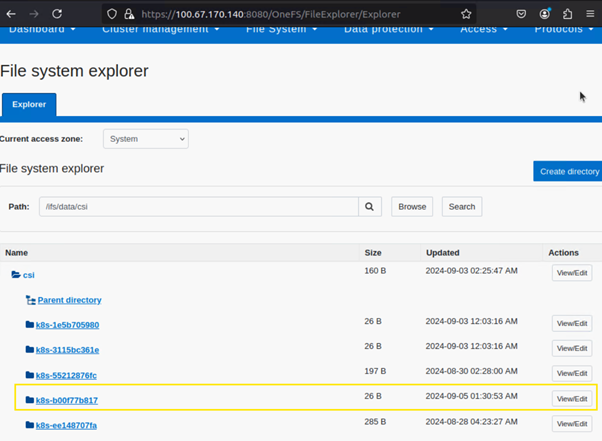 https://100.67.170.140:8080/OneFS/FileExplorer/Explorer
Dashboard Cluster management File System Data protection Access Protocols
File system explorer
Explorer
Current access zone: System
File system explorer
Create directory
Path: /ifs/data/csi Browse Search
Name Size Updated Actions
csi 160 B 2024-09-03 02:25:47 AM View/Edit
Parent directory
k8s-1e5b705980 26 B 2024-09-03 12:03:16 AM View/Edit
k8s-3115bc361e 26 B 2024-09-03 12:03:16 AM View/Edit
k8s-55212876fc 197 B 2024-08-30 02:28:00 AM View/Edit
k8s-b00f77b817 26 B 2024-09-05 01:30:53 AM View/Edit
k8s-ee148707fa 285 B 2024-08-28 04:23:27 AM View/Edit